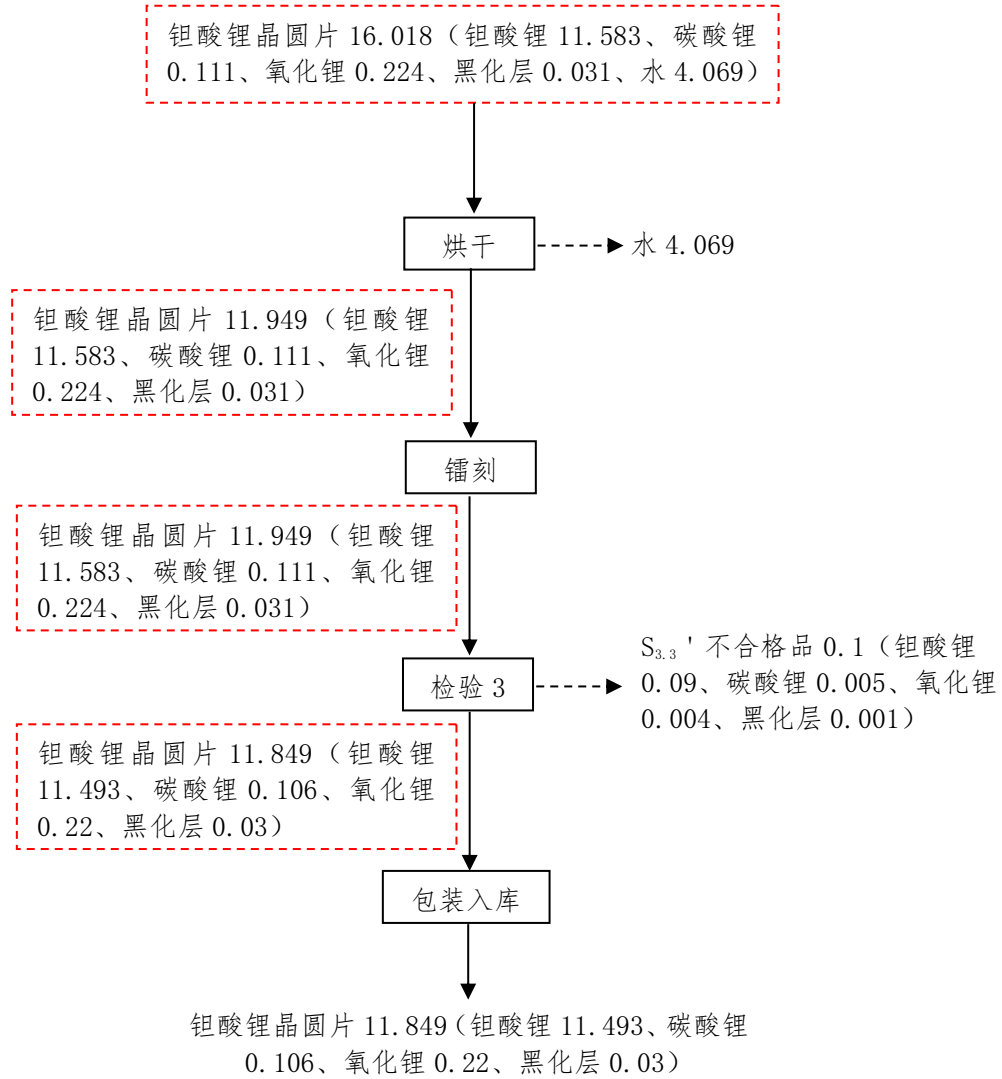 钽酸锂晶圆片 16.018（钽酸锂 11.583、碳酸锂
0.111、氧化锂 0.224、黑化层 0.031、水 4.069）
烘干
水 4.069
钽酸锂晶圆片 11.949（钽酸锂
11.583、碳酸锂 0.111、氧化锂
0.224、黑化层 0.031）
镭刻
钽酸锂晶圆片 11.949（钽酸锂
11.583、碳酸锂 0.111、氧化锂
0.224、黑化层 0.031）
检验 3
S₃.₃＇不合格品 0.1（钽酸锂
0.09、碳酸锂 0.005、氧化锂
0.004、黑化层 0.001）
钽酸锂晶圆片 11.849（钽酸锂
11.493、碳酸锂 0.106、氧化锂
0.22、黑化层 0.03）
包装入库
钽酸锂晶圆片 11.849（钽酸锂 11.493、碳酸锂
0.106、氧化锂 0.22、黑化层 0.03）